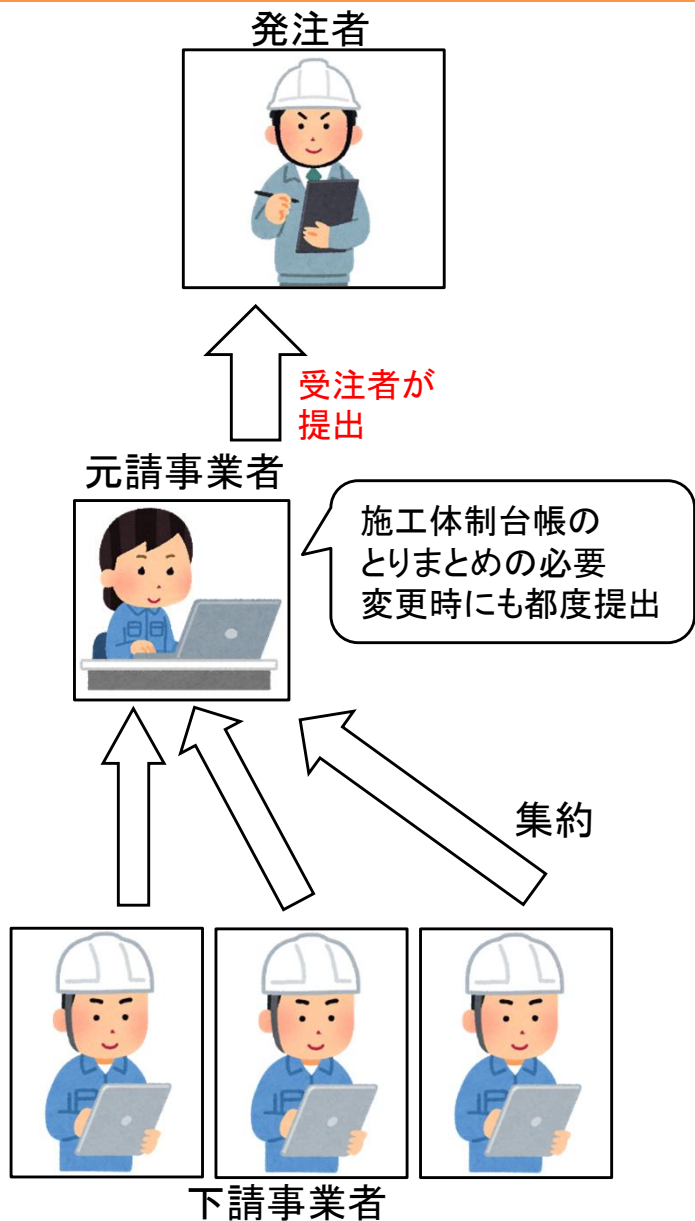 発注者
受注者が
提出
元請事業者
施工体制台帳の
とりまとめの必要
変更時にも都度提出
集約
下請事業者